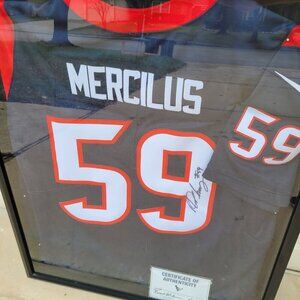 MERCILUS
59
59
CERTIFICATE OF
AUTHENTICITY